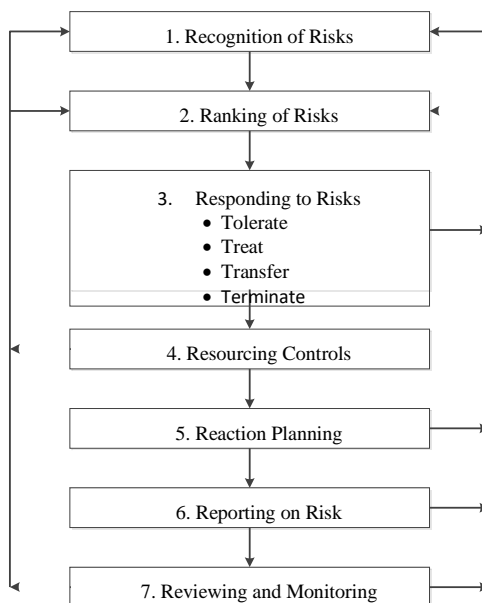 1. Recognition of Risks
2. Ranking of Risks
3. Responding to Risks
• Tolerate
• Treat
• Transfer
• Terminate
4. Resourcing Controls
5. Reaction Planning
6. Reporting on Risk
7. Reviewing and Monitoring